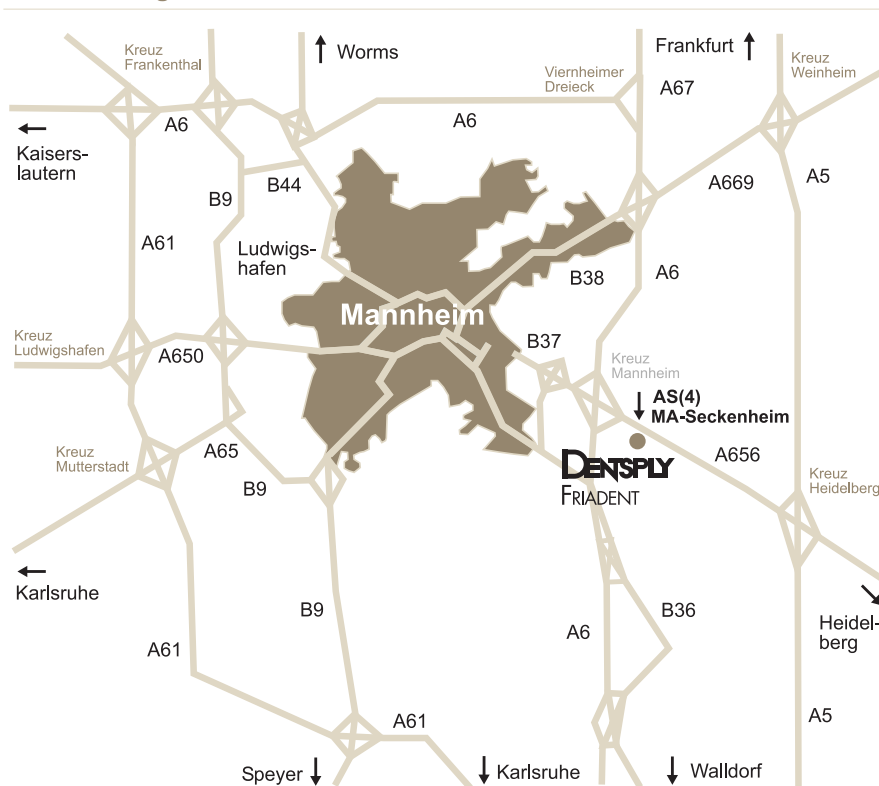 Kreuz
Frankenthal
Worms
Frankfurt
Kreuz
Weinheim
Viernheimer
Dreieck
A67
A6
A6
Kaisers-
lautern
B44
B9
A669
A5
A61
Ludwigs-
hafen
B38
A6
Mannheim
Kreuz
Ludwigshafen
A650
B37
Kreuz
Mannheim
AS(4)
MA-Seckenheim
Kreuz
Mutterstadt
A65
B9
A656
DENTSPLY
FRIADENT
Kreuz
Heidelberg
Karlsruhe
B9
A6
B36
Heidel-
berg
A61
A61
A5
Speyer
Karlsruhe
Walldorf